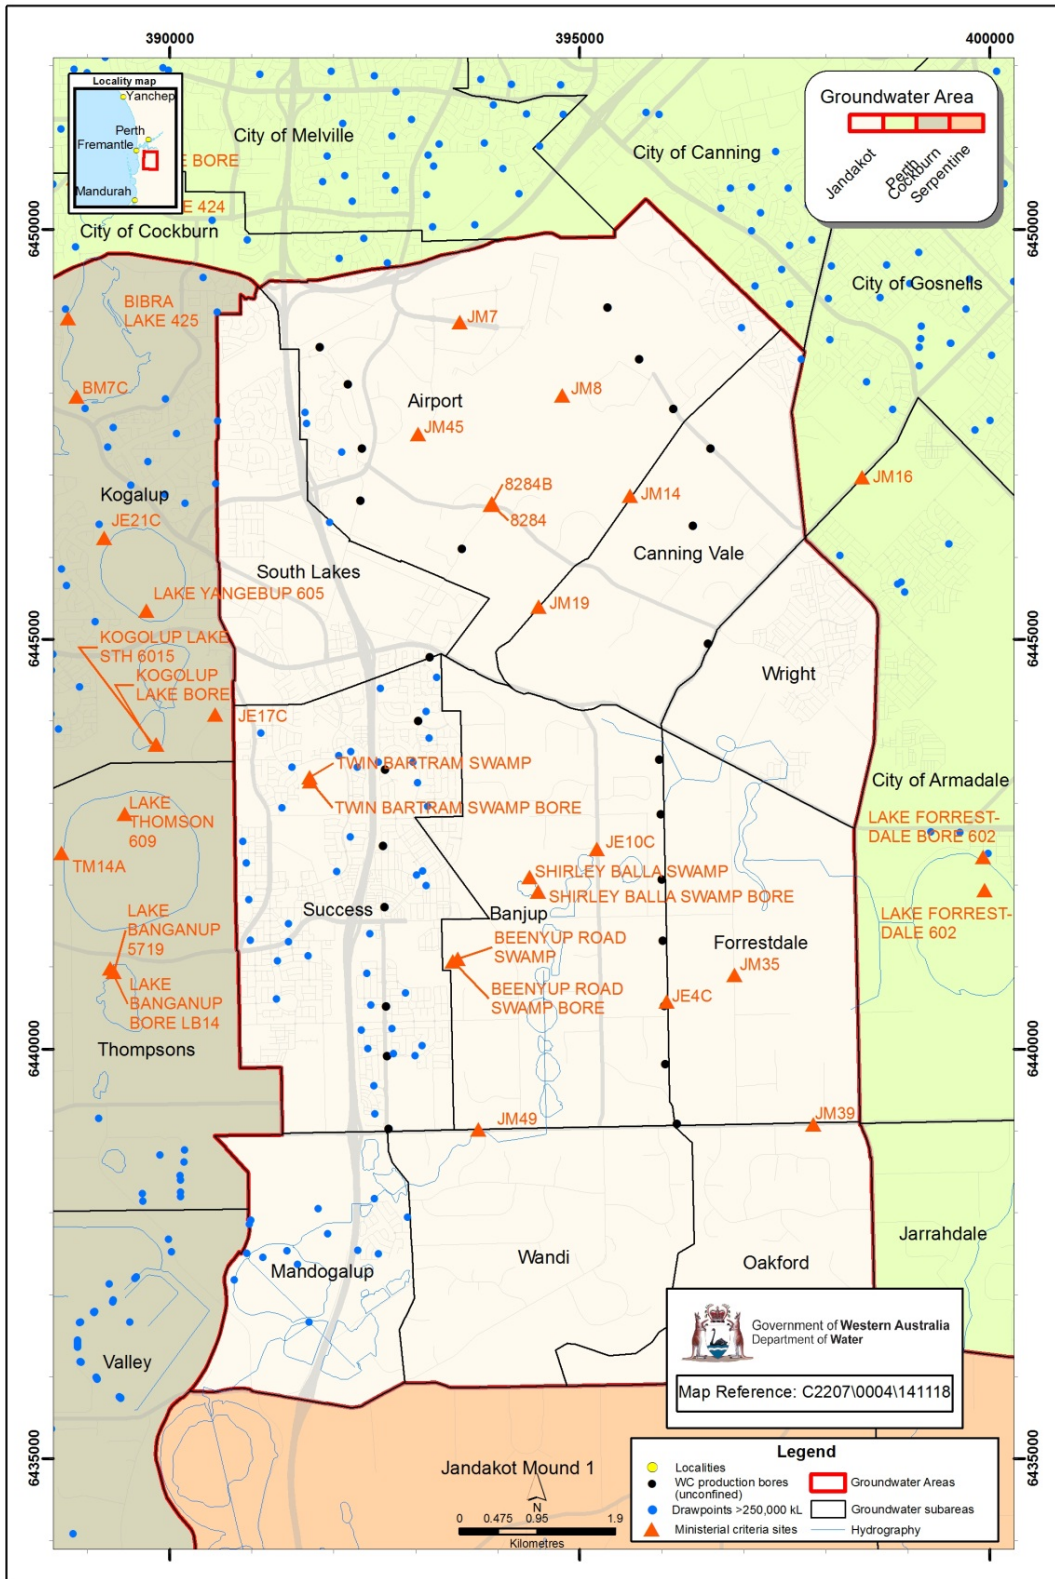 390000
395000
400000
Locality map
Yanchep
Perth
Fremantle
Mandurah
E BORE
E 424
City of Melville
City of Canning
City of Cockburn
City of Gosnells
Groundwater Area
Jandakot
Perth
Cockburn
Serpentine
6450000
6450000
BIBRA
LAKE 425
BM7C
JM7
JM8
Airport
JM45
8284B
8284
JM14
JM16
Kogalup
JE21C
Canning Vale
South Lakes
LAKE YANGEBUP 605
JM19
6445000
6445000
KOGOLUP LAKE
STH 6015
KOGOLUP
LAKE BORE
Wright
JE17C
TWIN BARTRAM SWAMP
TWIN BARTRAM SWAMP BORE
City of Armadale
LAKE
THOMSON
609
TM14A
LAKE FORREST-
DALE BORE 602
JE10C
SHIRLEY BALLA SWAMP
SHIRLEY BALLA SWAMP BORE
LAKE FORREST-
DALE 602
LAKE
BANGANUP
5719
Success
Banjup
BEENYUP ROAD
SWAMP
Forrestdale
JM35
LAKE
BANGANUP
BORE LB14
BEENYUP ROAD
SWAMP BORE
JE4C
Thompsons
6440000
6440000
JM49
JM39
Jarrahdale
Mandogalup
Wandi
Oakford
Valley
Government of Western Australia
Department of Water
Map Reference: C2207\0004\141118
6435000
6435000
Jandakot Mound 1
N
0 0.475 0.95 1.9
Kilometres
Legend
Localities
WC production bores
(unconfined)
Drawpoints >250,000 kL
Ministerial criteria sites
Groundwater Areas
Groundwater subareas
Hydrography